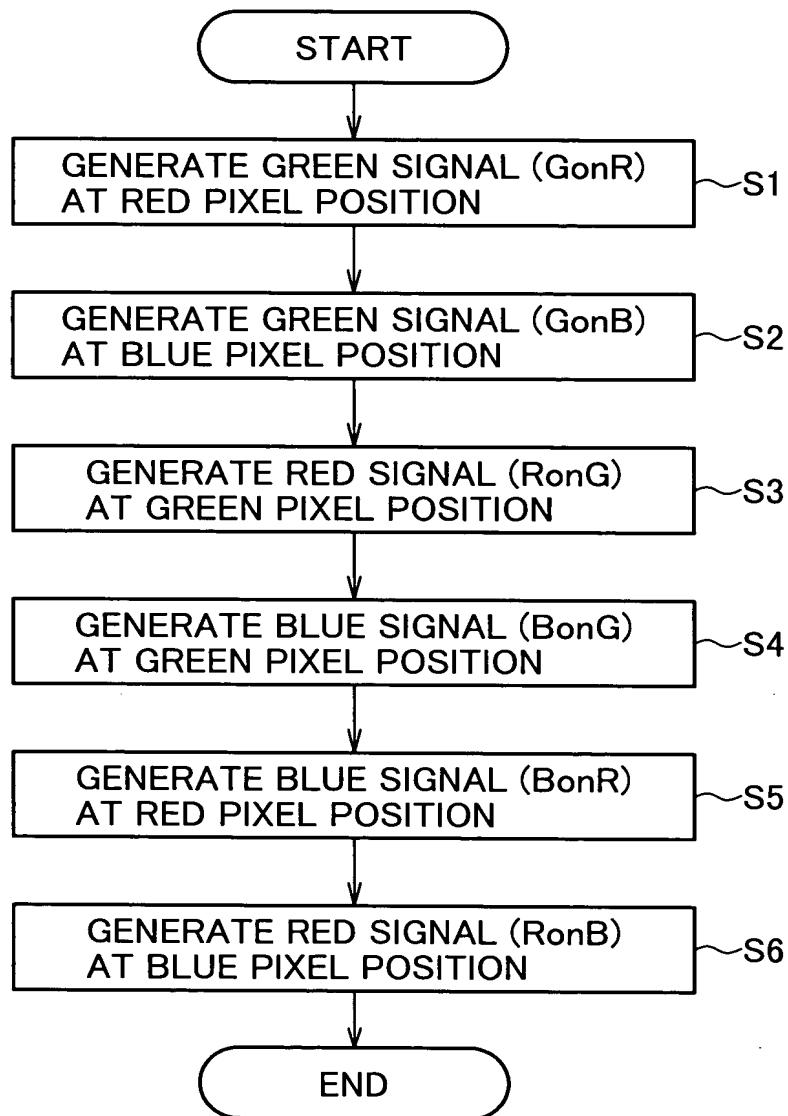 START
GENERATE GREEN SIGNAL (GonR)
AT RED PIXEL POSITION
S1
GENERATE GREEN SIGNAL (GonB)
AT BLUE PIXEL POSITION
S2
GENERATE RED SIGNAL (RonG)
AT GREEN PIXEL POSITION
S3
GENERATE BLUE SIGNAL (BonG)
AT GREEN PIXEL POSITION
S4
GENERATE BLUE SIGNAL (BonR)
AT RED PIXEL POSITION
S5
GENERATE RED SIGNAL (RonB)
AT BLUE PIXEL POSITION
S6
END